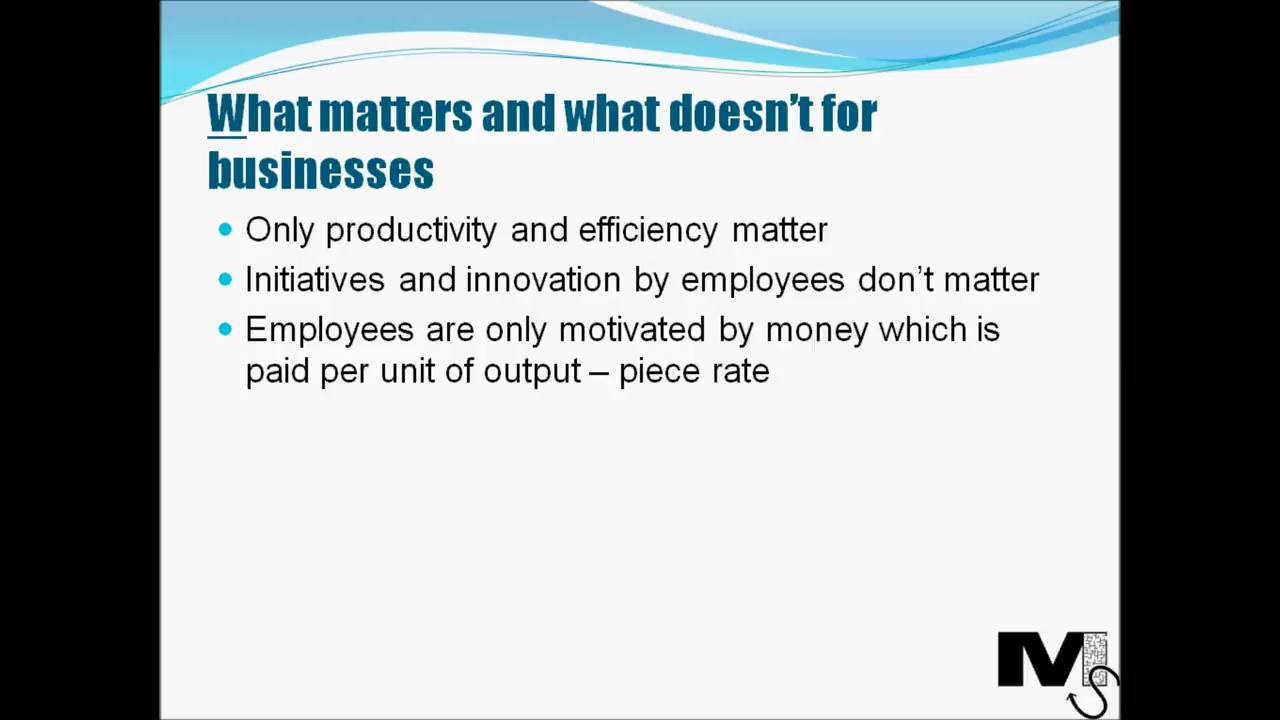 What matters and what doesn’t for
businesses
• Only productivity and efficiency matter
• Initiatives and innovation by employees don’t matter
• Employees are only motivated by money which is
paid per unit of output – piece rate